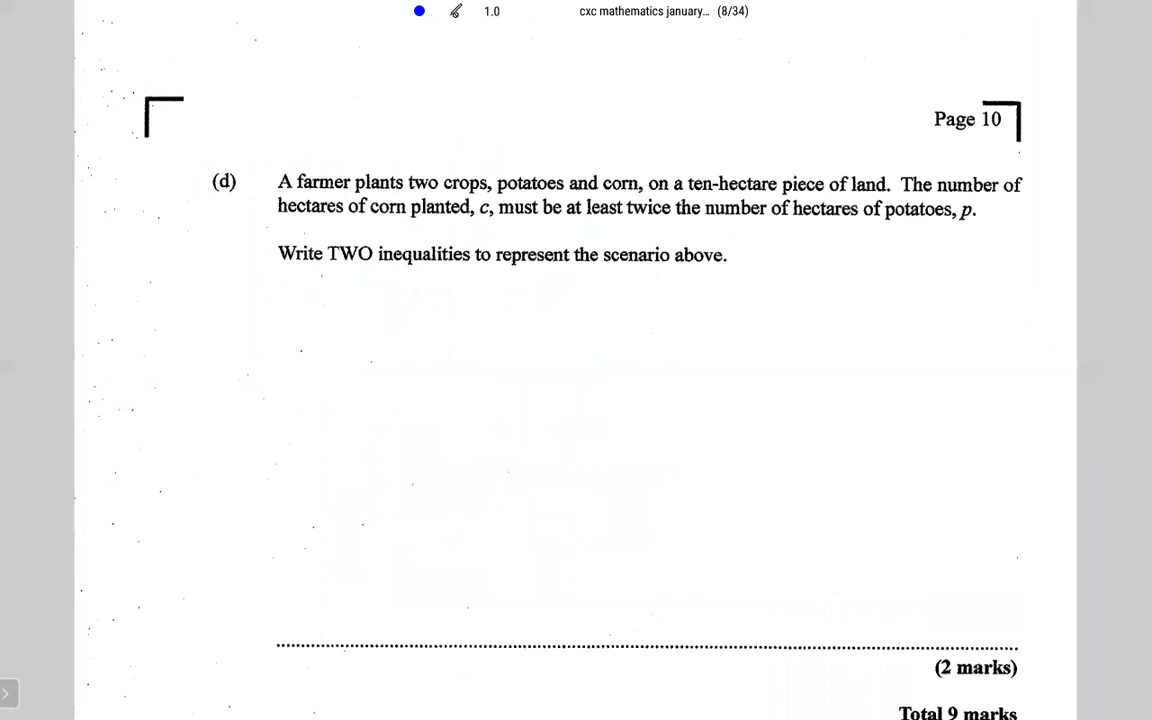 1.0 cxc mathematics january... (8/34)
Page 10
(d) A farmer plants two crops, potatoes and corn, on a ten-hectare piece of land. The number of
hectares of corn planted, c, must be at least twice the number of hectares of potatoes, p.
Write TWO inequalities to represent the scenario above.
(2 marks)
Total 9 marks